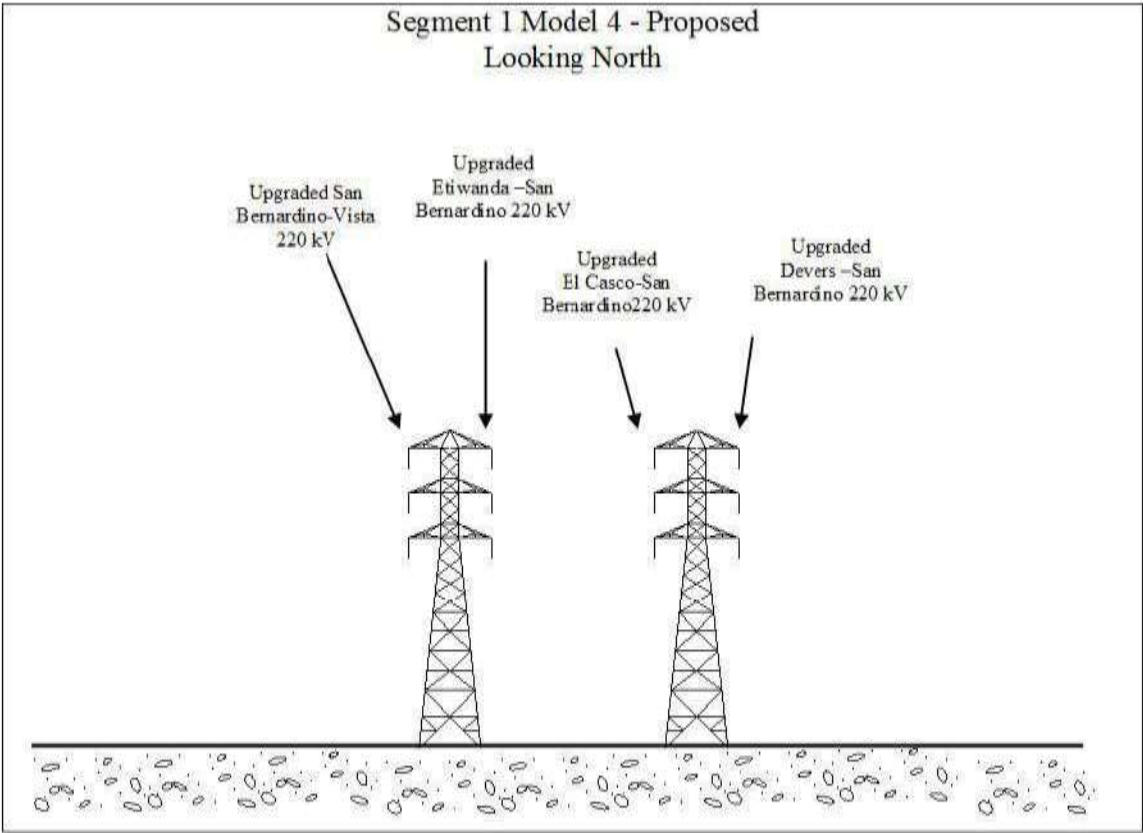 Segment 1 Model 4 - Proposed
Looking North
Upgraded San
Bernardino-Vista
220 kV
Upgraded
Etiwanda –San
Bernardino 220 kV
Upgraded
El Casco-San
Bernardino220 kV
Upgraded
Devers –San
Bernardino 220 kV